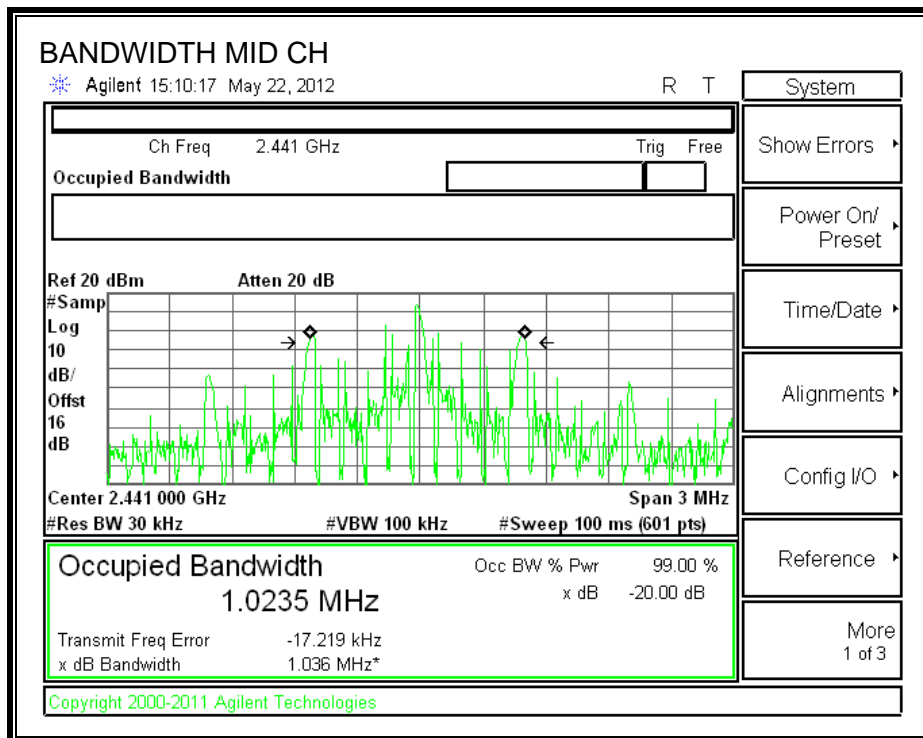 BANDWIDTH MID CH
Agilent 15:10:17 May 22, 2012 R T
System
Ch Freq 2.441 GHz Trig Free
Occupied Bandwidth
Show Errors
Power On/
Preset
Ref 20 dBm Atten 20 dB
#Samp
Log
10
dB/
Offst
16
dB
Time/Date
Alignments
Config I/O
Center 2.441 000 GHz Span 3 MHz
#Res BW 30 kHz #VBW 100 kHz #Sweep 100 ms (601 pts)
Occupied Bandwidth Occ BW % Pwr 99.00 %
1.0235 MHz x dB -20.00 dB
Reference
Transmit Freq Error -17.219 kHz
x dB Bandwidth 1.036 MHz*
More
1 of 3
Copyright 2000-2011 Agilent Technologies